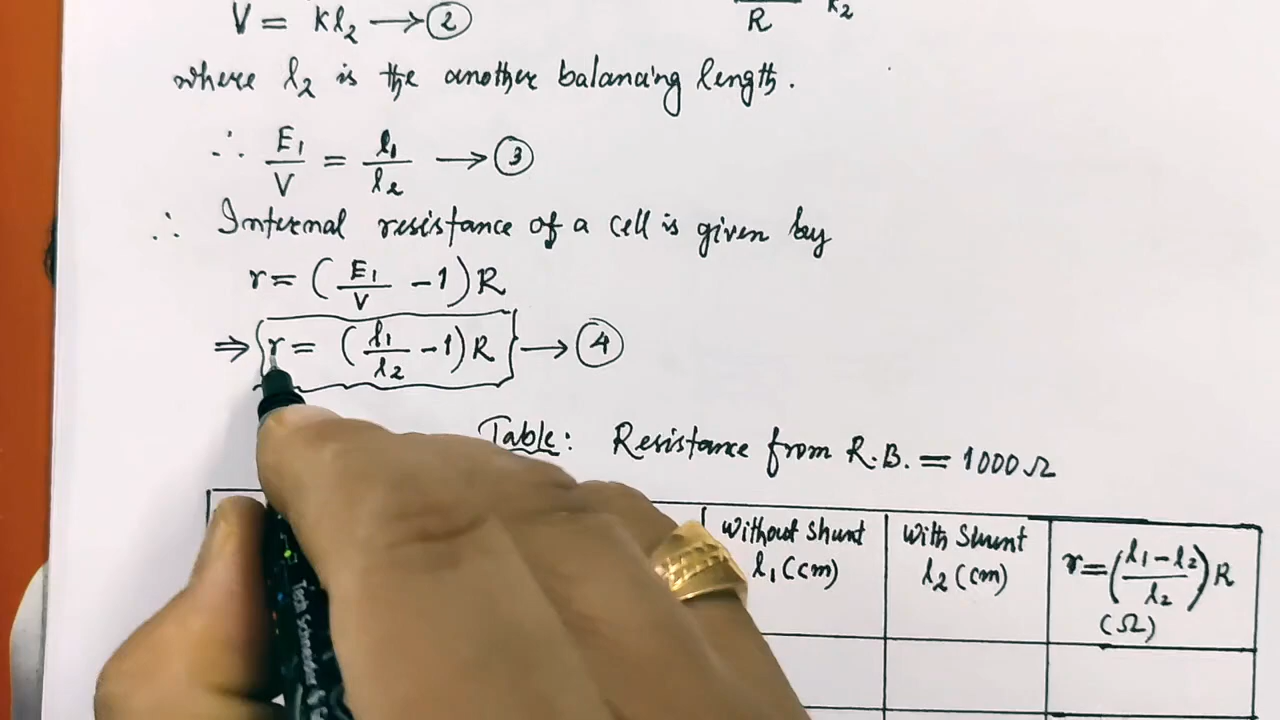 V = Kl₂ → ②
R K₂
where l₂ is the another balancing length.
∴ E₁/V = l₁/l₂ → ③
∴ Internal resistance of a cell is given by
r = (E₁/V - 1) R
⇒ r = (l₁/l₂ - 1) R → ④
Table: Resistance from R.B. = 1000 Ω
Without Shunt
l₁ (cm)
With Shunt
l₂ (cm)
r = (l₁ - l₂/l₂) R
(Ω)